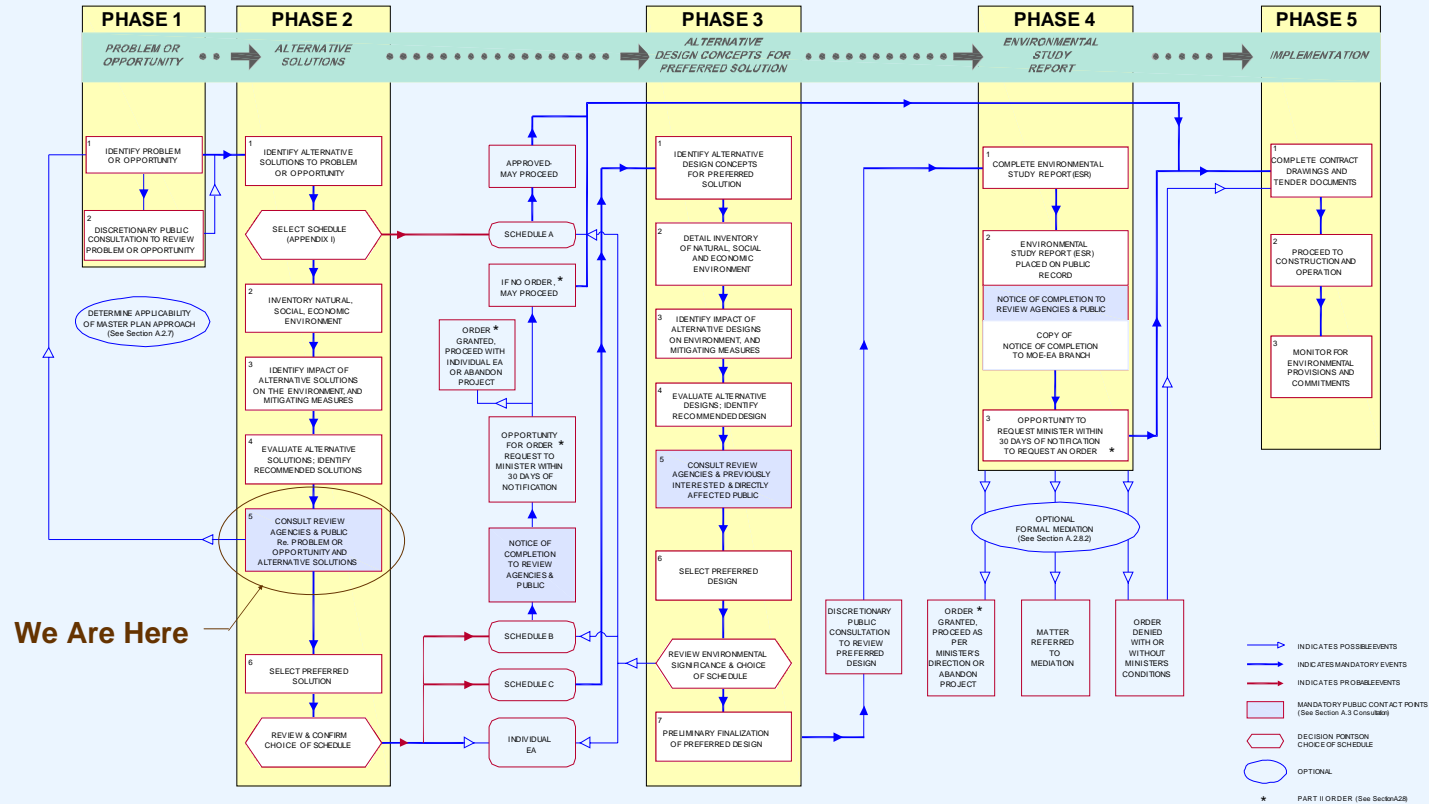 PHASE 1
PHASE 2
PHASE 3
PHASE 4
PHASE 5
PROBLEM OR
OPPORTUNITY
ALTERNATIVE
SOLUTIONS
ALTERNATIVE
DESIGN CONCEPTS FOR
PREFERRED SOLUTION
ENVIRONMENTAL
STUDY
REPORT
IMPLEMENTATION
1
IDENTIFY PROBLEM
OR OPPORTUNITY
2
DISCRETIONARY PUBLIC
CONSULTATION TO REVIEW
PROBLEM OR OPPORTUNITY
DETERMINE APPLICABILITY
OF MASTER PLAN APPROACH
(See Section A.2.7)
We Are Here
1
IDENTIFY ALTERNATIVE
SOLUTIONS TO PROBLEM
OR OPPORTUNITY
SELECT SCHEDULE
(APPENDIX I)
2
INVENTORY NATURAL,
SOCIAL, ECONOMIC
ENVIRONMENT
3
IDENTIFY IMPACT OF
ALTERNATIVE SOLUTIONS
ON THE ENVIRONMENT, AND
MITIGATING MEASURES
4
EVALUATE ALTERNATIVE
SOLUTIONS; IDENTIFY
RECOMMENDED SOLUTIONS
5
CONSULT REVIEW
AGENCIES & PUBLIC
Re. PROBLEM OR
OPPORTUNITY AND
ALTERNATIVE SOLUTIONS
6
SELECT PREFERRED
SOLUTION
REVIEW & CONFIRM
CHOICE OF SCHEDULE
APPROVED-
MAY PROCEED
SCHEDULE A
IF NO ORDER, *
MAY PROCEED
ORDER *
GRANTED,
PROCEED WITH
INDIVIDUAL EA
OR ABANDON
PROJECT
OPPORTUNITY
FOR ORDER *
REQUEST TO
MINISTER WITHIN
30 DAYS OF
NOTIFICATION
NOTICE OF
COMPLETION
TO REVIEW
AGENCIES &
PUBLIC
SCHEDULE B
SCHEDULE C
INDIVIDUAL
EA
1
IDENTIFY ALTERNATIVE
DESIGN CONCEPTS
FOR PREFERRED
SOLUTION
2
DETAIL INVENTORY
OF NATURAL, SOCIAL
AND ECONOMIC
ENVIRONMENT
3
IDENTIFY IMPACT OF
ALTERNATIVE DESIGNS
ON ENVIRONMENT, AND
MITIGATING MEASURES
4
EVALUATE ALTERNATIVE
DESIGNS; IDENTIFY
RECOMMENDED DESIGN
5
CONSULT REVIEW
AGENCIES & PREVIOUSLY
INTERESTED & DIRECTLY
AFFECTED PUBLIC
6
SELECT PREFERRED
DESIGN
REVIEW ENVIRONMENTAL
SIGNIFICANCE & CHOICE
OF SCHEDULE
7
PRELIMINARY FINALIZATION
OF PREFERRED DESIGN
DISCRETIONARY
PUBLIC
CONSULTATION
TO REVIEW
PREFERRED
DESIGN
1
COMPLETE ENVIRONMENTAL
STUDY REPORT (ESR)
2
ENVIRONMENTAL
STUDY REPORT (ESR)
PLACED ON PUBLIC
RECORD
NOTICE OF COMPLETION TO
REVIEW AGENCIES & PUBLIC
COPY OF
NOTICE OF COMPLETION
TO MOE-EA BRANCH
3
OPPORTUNITY TO
REQUEST MINISTER WITHIN
30 DAYS OF NOTIFICATION
TO REQUEST AN ORDER *
OPTIONAL
FORMAL MEDIATION
(See Section A.2.8.2)
ORDER *
GRANTED,
PROCEED AS
PER
MINISTER'S
DIRECTION OR
ABANDON
PROJECT
MATTER
REFERRED
TO
MEDIATION
ORDER
DENIED WITH
OR
WITHOUT
MINISTER'S
CONDITIONS
1
COMPLETE CONTRACT
DRAWINGS AND
TENDER DOCUMENTS
2
PROCEED TO
CONSTRUCTION AND
OPERATION
3
MONITOR FOR
ENVIRONMENTAL
PROVISIONS AND
COMMITMENTS
INDICATES POSSIBLE EVENTS
INDICATES MANDATORY EVENTS
INDICATES PROBABLE EVENTS
MANDATORY PUBLIC CONTACT POINTS
(See Section A.3 Consultation)
DECISION POINTS ON
CHOICE OF SCHEDULE
OPTIONAL
* PART II ORDER (See Section A.2.8)